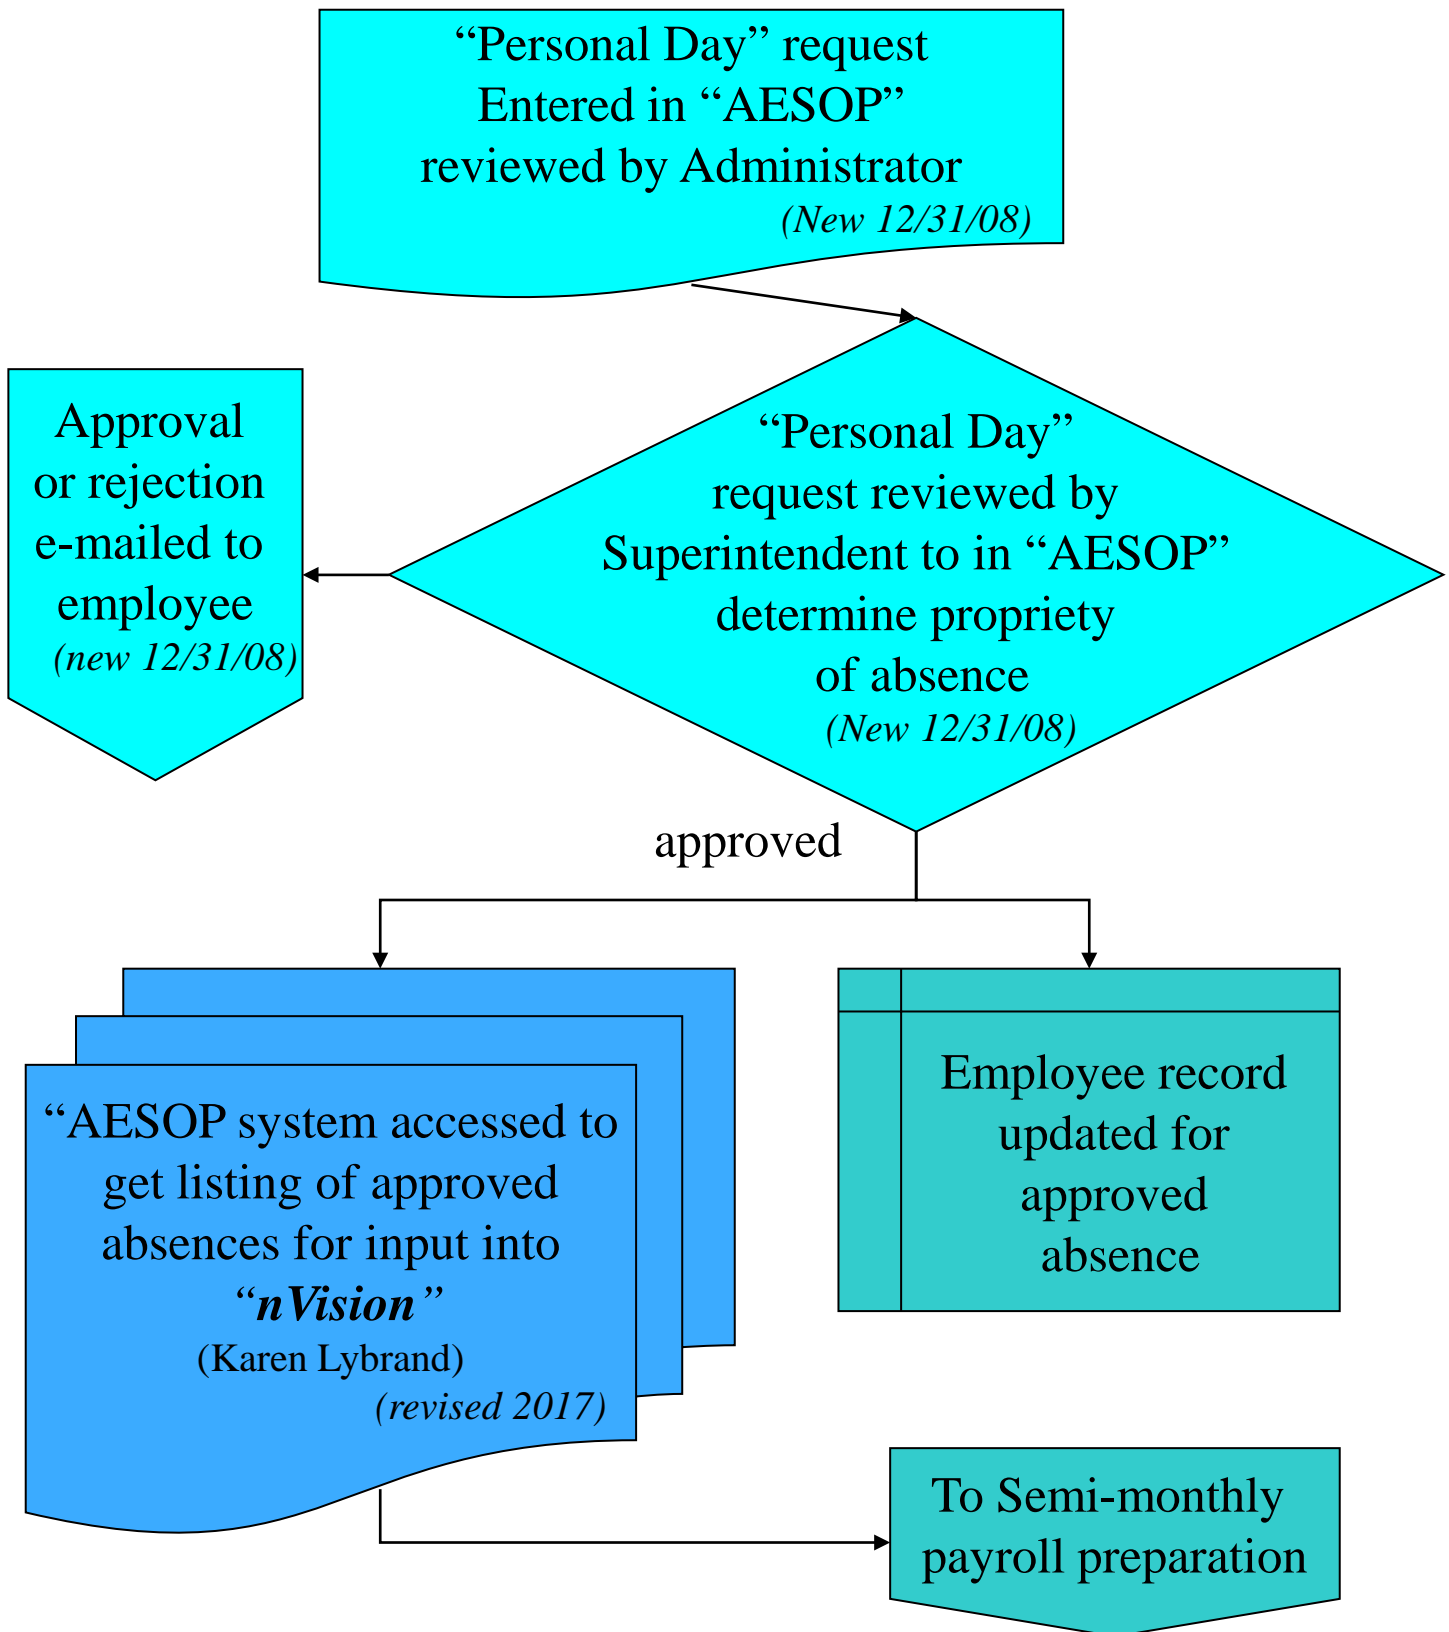 “Personal Day” request
Entered in “AESOP”
reviewed by Administrator
(New 12/31/08)
Approval
or rejection
e-mailed to
employee
(new 12/31/08)
“Personal Day”
request reviewed by
Superintendent to in “AESOP”
determine propriety
of absence
(New 12/31/08)
approved
“AESOP system accessed to
get listing of approved
absences for input into
“nVision”
(Karen Lybrand)
(revised 2017)
Employee record
updated for
approved
absence
To Semi-monthly
payroll preparation